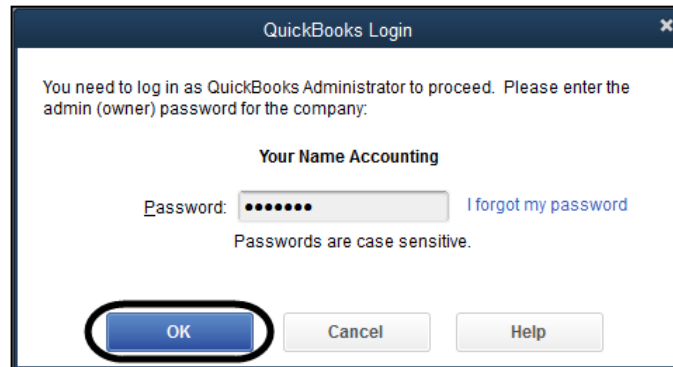 QuickBooks Login
You need to log in as QuickBooks Administrator to proceed. Please enter the
admin (owner) password for the company:
Your Name Accounting
Password: ••••••• I forgot my password
Passwords are case sensitive.
OK Cancel Help